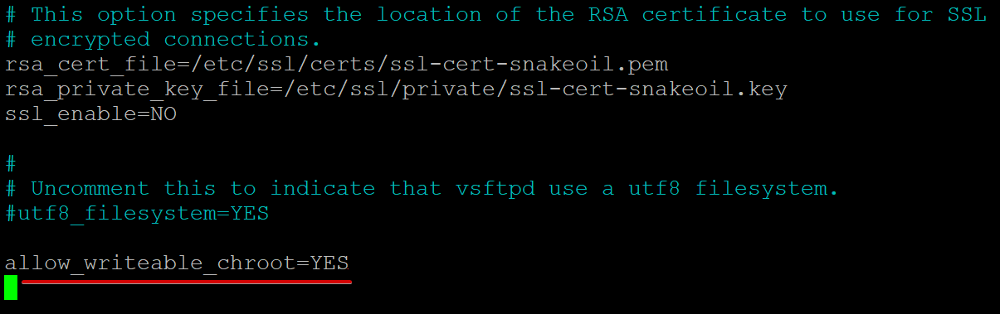 # This option specifies the location of the RSA certificate to use for SSL
# encrypted connections.
rsa_cert_file=/etc/ssl/certs/ssl-cert-snakeoil.pem
rsa_private_key_file=/etc/ssl/private/ssl-cert-snakeoil.key
ssl_enable=NO
#
# Uncomment this to indicate that vsftpd use a utf8 filesystem.
#utf8_filesystem=YES
allow_writeable_chroot=YES